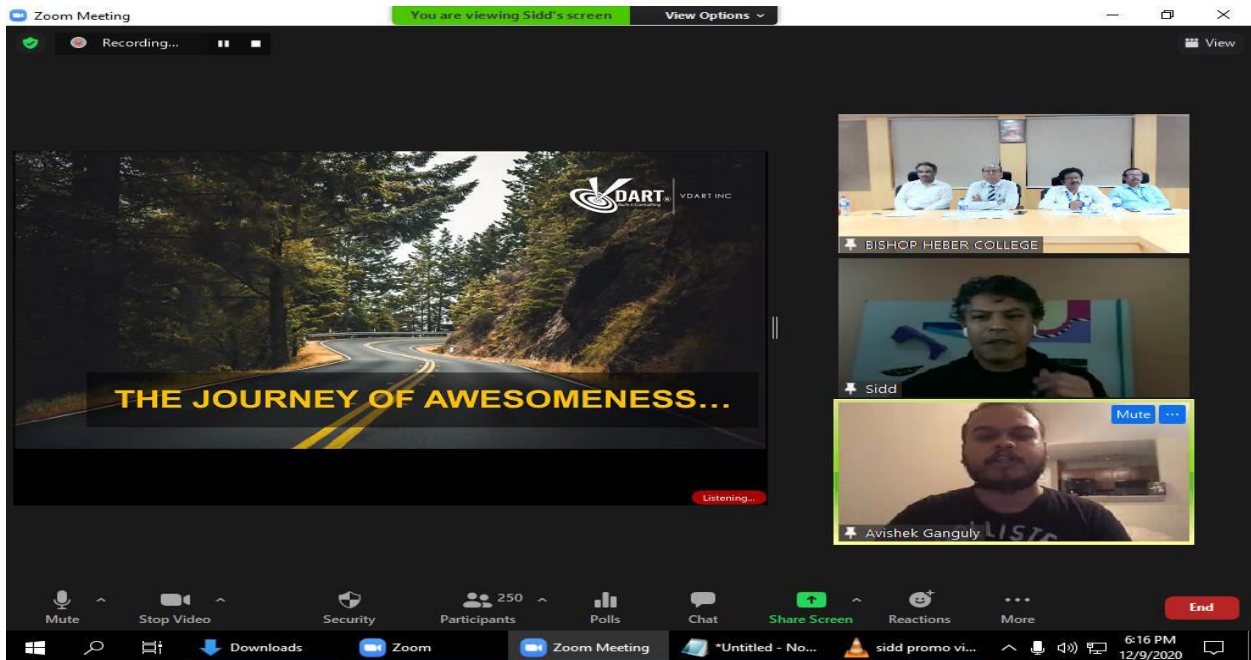 Zoom Meeting
You are viewing Sidd's screen
View Options
Recording...
View
VDART®
VDART INC
THE JOURNEY OF AWESOMENESS...
Listening...
BISHOP HEBER COLLEGE
Sidd
Mute
Avishek Ganguly
Mute
Stop Video
Security
250
Participants
Polls
Chat
Share Screen
Reactions
More
End
Downloads
Zoom
Zoom Meeting
*Untitled - No...
sidd promo vi...
6:16 PM
12/9/2020